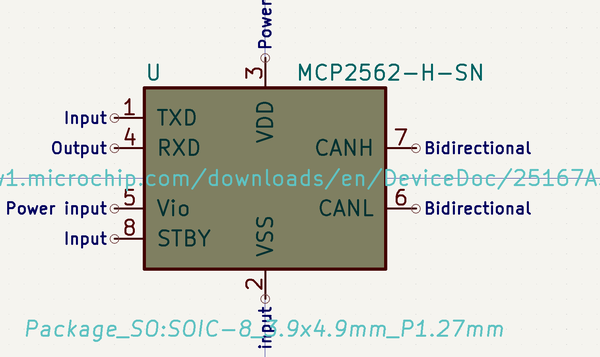 Power
U MCP2562-H-SN
3
VDD
Input 1 TXD
Output 4 RXD CANH 7 Bidirectional
1.microchip.com/downloads/en/DeviceDoc/25167A
Power input 5 Vio CANL 6 Bidirectional
Input 8 STBY
VSS
2
input
Package_SO:SOIC-8_3.9x4.9mm_P1.27mm